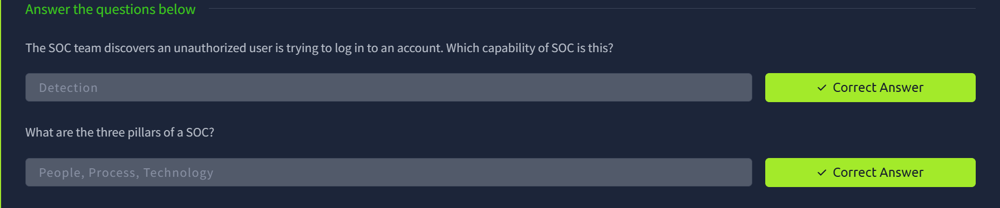 Answer the questions below
The SOC team discovers an unauthorized user is trying to log in to an account. Which capability of SOC is this?
Detection
✓ Correct Answer
What are the three pillars of a SOC?
People, Process, Technology
✓ Correct Answer